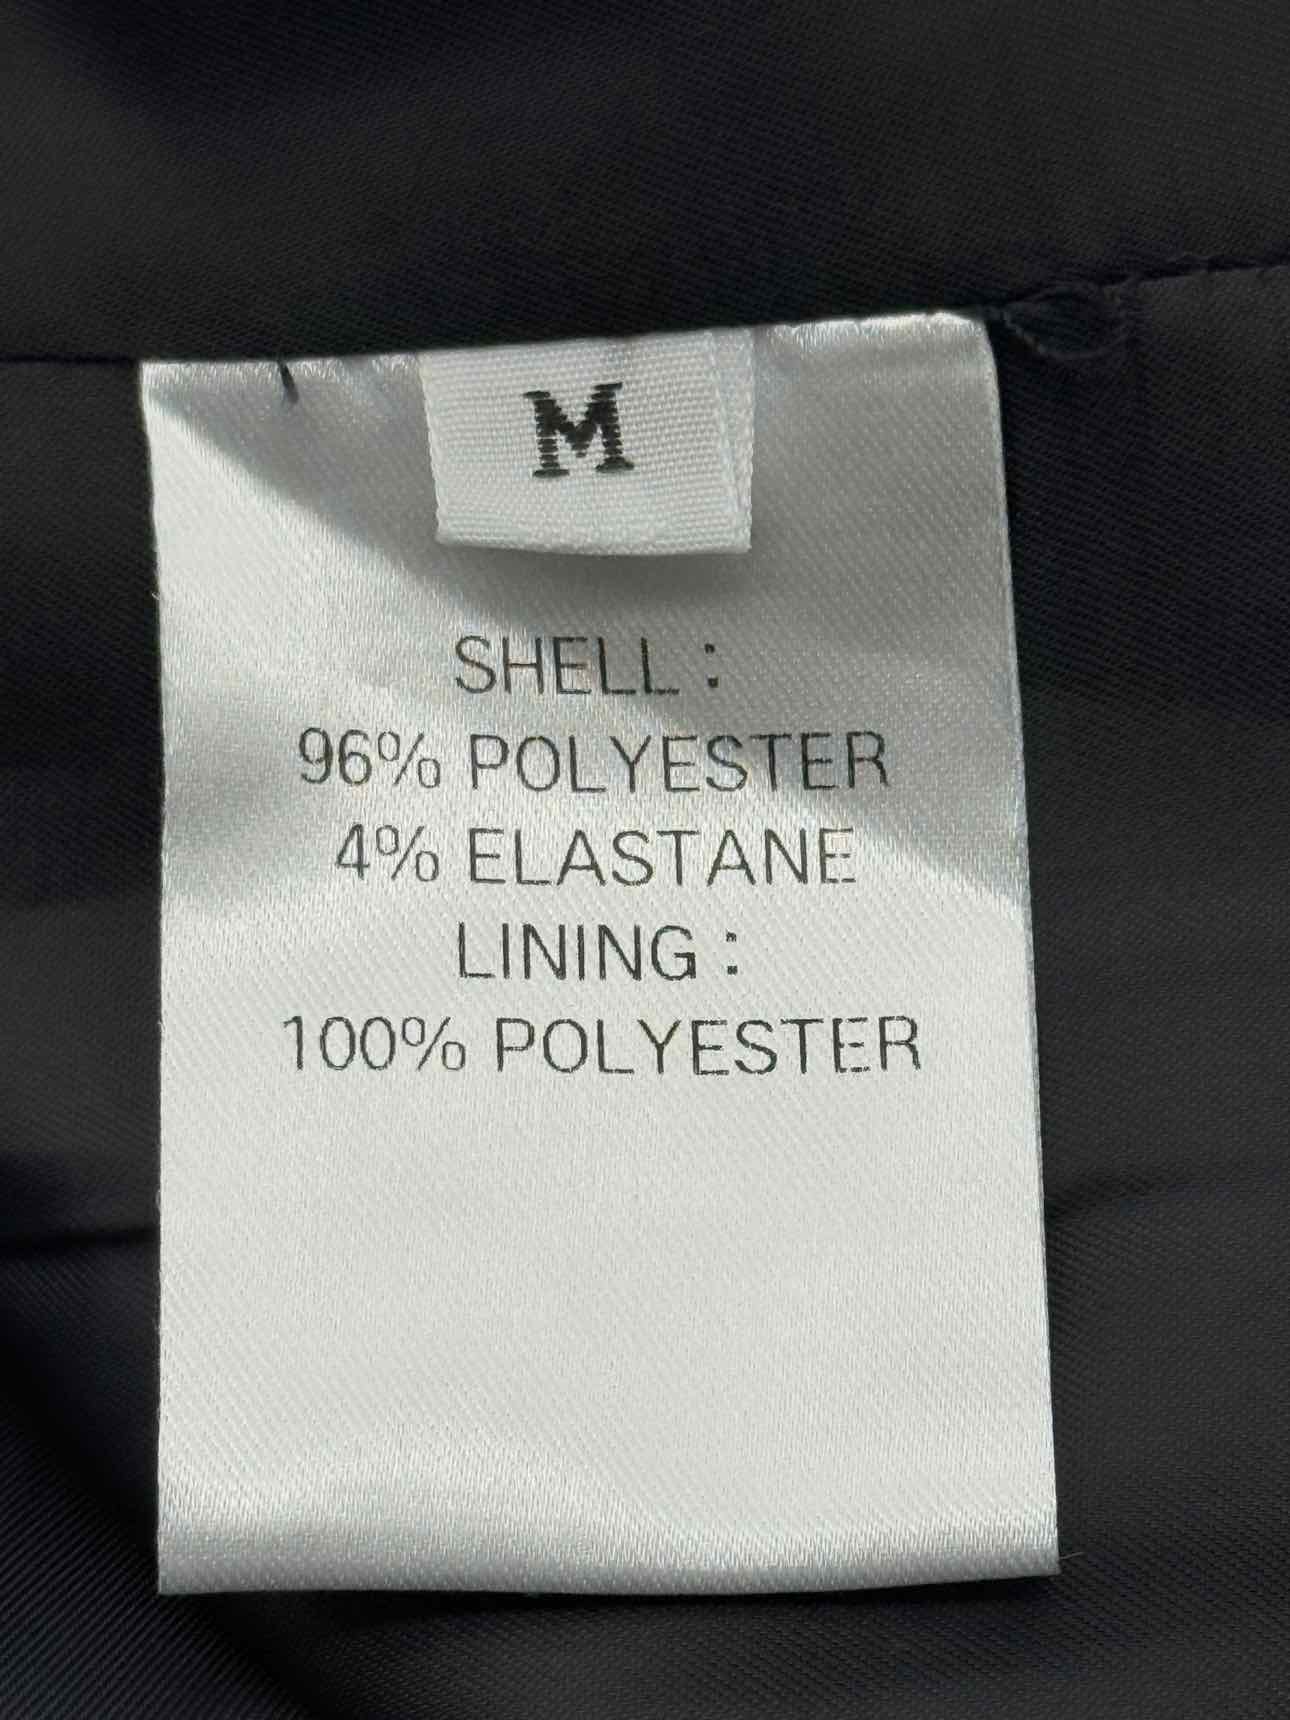 M
SHELL :
96% POLYESTER
4% ELASTANE
LINING :
100% POLYESTER